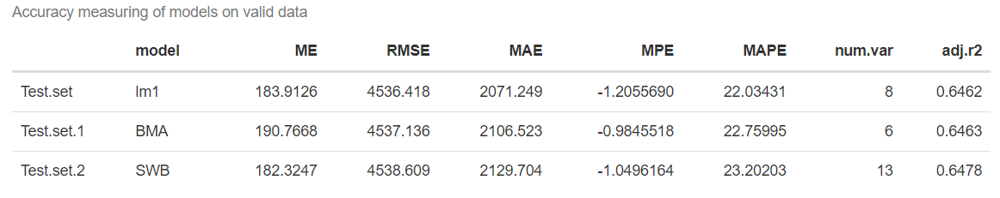 Accuracy measuring of models on valid data
model ME RMSE MAE MPE MAPE num.var adj.r2
Test.set lm1 183.9126 4536.418 2071.249 -1.2055690 22.03431 8 0.6462
Test.set.1 BMA 190.7668 4537.136 2106.523 -0.9845518 22.75995 6 0.6463
Test.set.2 SWB 182.3247 4538.609 2129.704 -1.0496164 23.20203 13 0.6478